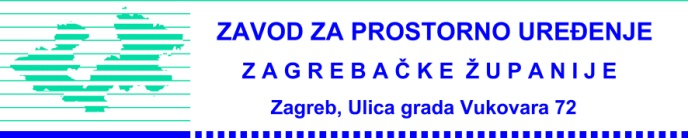 ZAVOD ZA PROSTORNO UREĐENJE
ZAGREBAČKE ŽUPANIJE
Zagreb, Ulica grada Vukovara 72